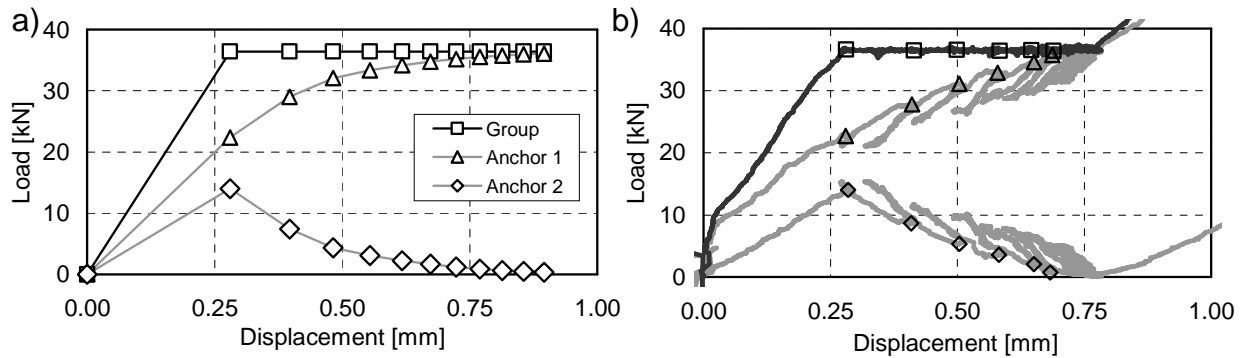 a)
Load [kN]
40
30
20
10
0
0.00 0.25 0.50 0.75 1.00
Displacement [mm]
Group
Anchor 1
Anchor 2
b)
Load [kN]
40
30
20
10
0
0.00 0.25 0.50 0.75 1.00
Displacement [mm]